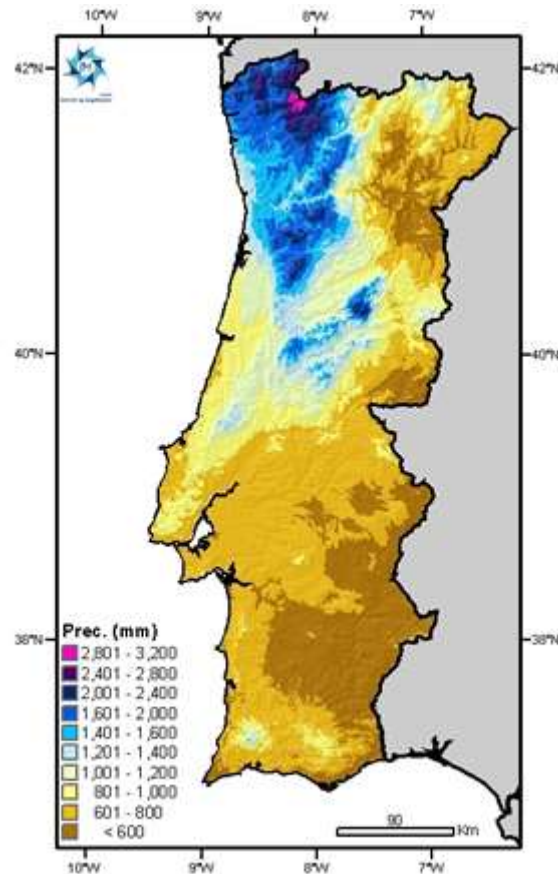 10°W 9°W 8°W 7°W
42°N 42°N
40°N 40°N
38°N 38°N
Prec. (mm)
2,801 - 3,200
2,401 - 2,800
2,001 - 2,400
1,601 - 2,000
1,401 - 1,600
1,201 - 1,400
1,001 - 1,200
801 - 1,000
601 - 800
< 600
90
Km
10°W 9°W 8°W 7°W